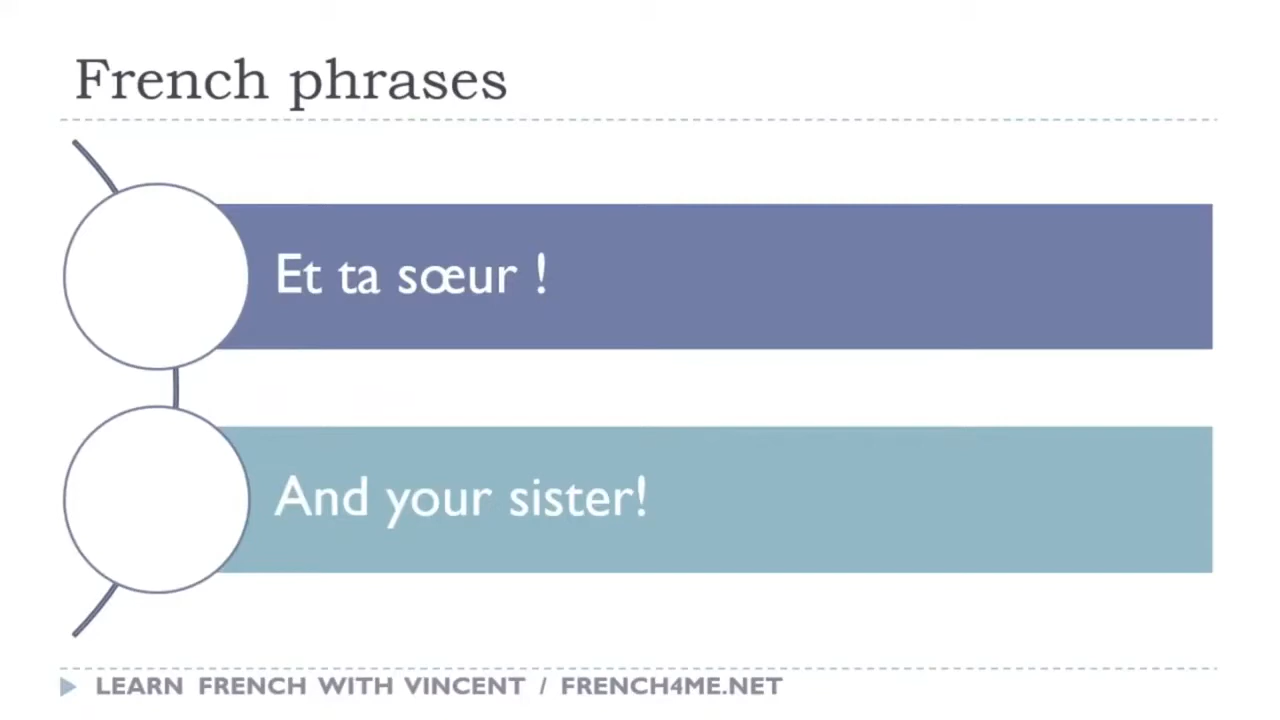 French phrases
Et ta sœur !
And your sister!
LEARN FRENCH WITH VINCENT / FRENCH4ME.NET